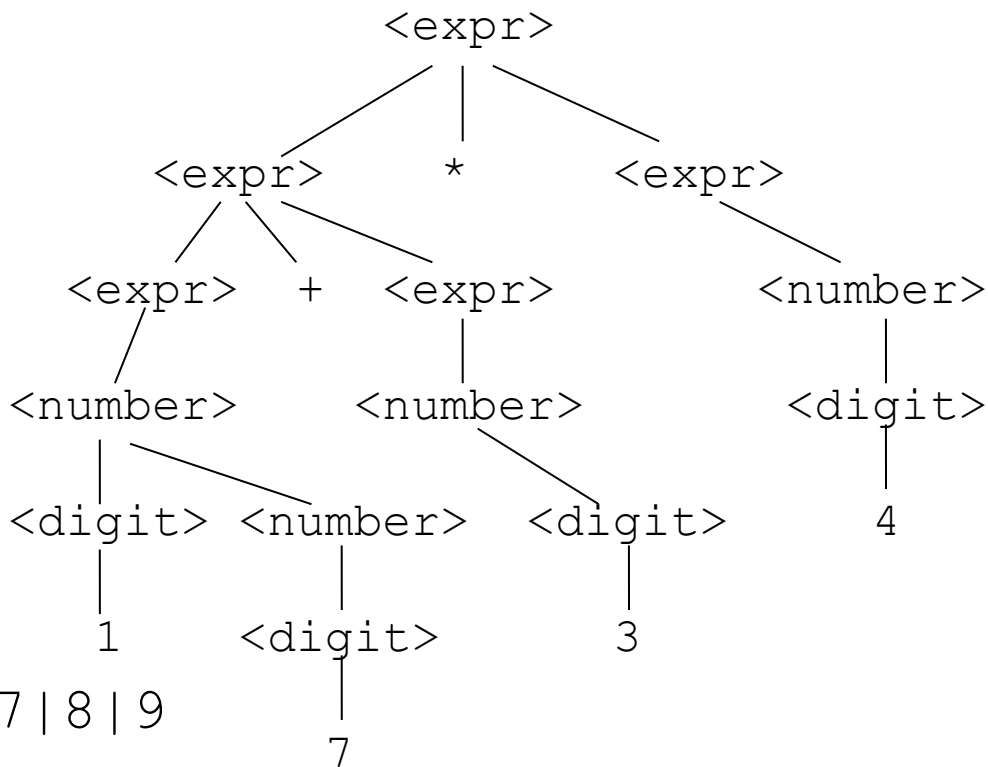 <expr>
<expr> * <expr>
<expr> + <expr> <number>
<number> <number> <digit>
<digit> <number> <digit> 4
1 <digit> 3
7|8|9
7